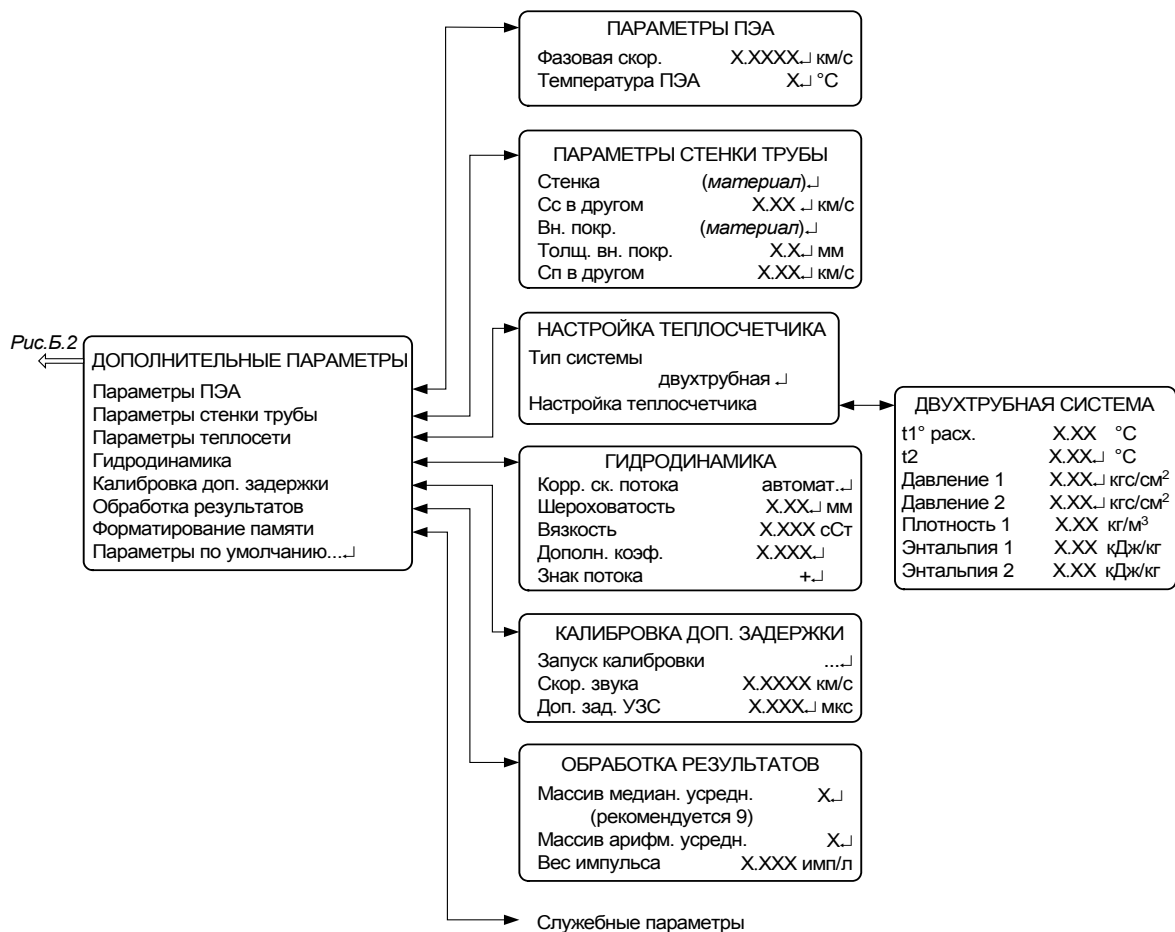 ПАРАМЕТРЫ ПЭА
Фазовая скор. X.XXXX↵ км/с
Температура ПЭА X↵ °С
ПАРАМЕТРЫ СТЕНКИ ТРУБЫ
Стенка (материал)↵
Сс в другом X.XX ↵ км/с
Вн. покр. (материал)↵
Толщ. вн. покр. X.X↵ мм
Сп в другом X.XX↵ км/с
НАСТРОЙКА ТЕПЛОСЧЕТЧИКА
Тип системы
двухтрубная ↵
Настройка теплосчетчика
Рис.Б.2
ДОПОЛНИТЕЛЬНЫЕ ПАРАМЕТРЫ
Параметры ПЭА
Параметры стенки трубы
Параметры теплосети
Гидродинамика
Калибровка доп. задержки
Обработка результатов
Форматирование памяти
Параметры по умолчанию...↵
ДВУХТРУБНАЯ СИСТЕМА
t1° расх. X.XX °С
t2 X.XX↵ °С
Давление 1 X.XX↵ кгс/см²
Давление 2 X.XX↵ кгс/см²
Плотность 1 X.XX кг/м³
Энтальпия 1 X.XX кДж/кг
Энтальпия 2 X.XX кДж/кг
ГИДРОДИНАМИКА
Корр. ск. потока автомат.↵
Шероховатость X.XX↵ мм
Вязкость X.XXX сСт
Дополн. коэф. X.XXX↵
Знак потока +↵
КАЛИБРОВКА ДОП. ЗАДЕРЖКИ
Запуск калибровки ...↵
Скор. звука X.XXXX км/с
Доп. зад. УЗС X.XXX↵ мкс
ОБРАБОТКА РЕЗУЛЬТАТОВ
Массив медиан. усредн. X↵
(рекомендуется 9)
Массив арифм. усредн. X↵
Вес импульса X.XXX имп/л
Служебные параметры